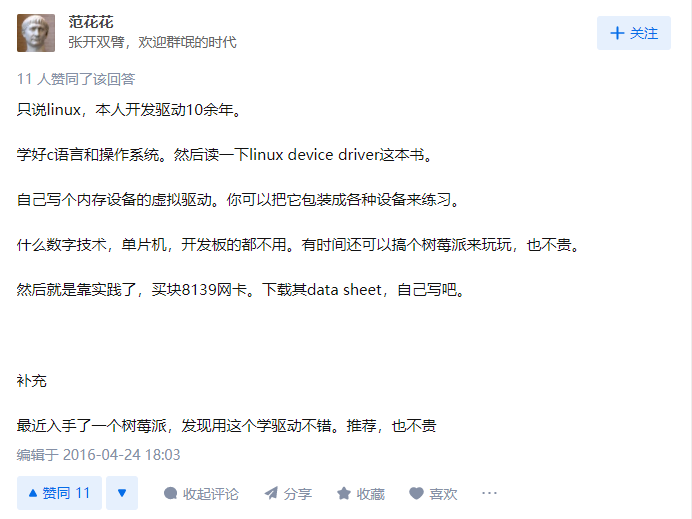 范花花
张开双臂，欢迎群氓的时代
关注
11 人赞同了该回答
只说linux，本人开发驱动10余年。
学好c语言和操作系统。然后读一下linux device driver这本书。
自己写个内存设备的虚拟驱动。你可以把它包装成各种设备来练习。
什么数字技术，单片机，开发板的都不用。有时间还可以搞个树莓派来玩玩，也不贵。
然后就是靠实践了，买块8139网卡。下载其data sheet，自己写吧。
补充
最近入手了一个树莓派，发现用这个学驱动不错。推荐，也不贵
编辑于 2016-04-24 18:03
赞同 11 收起评论 分享 收藏 喜欢 ···